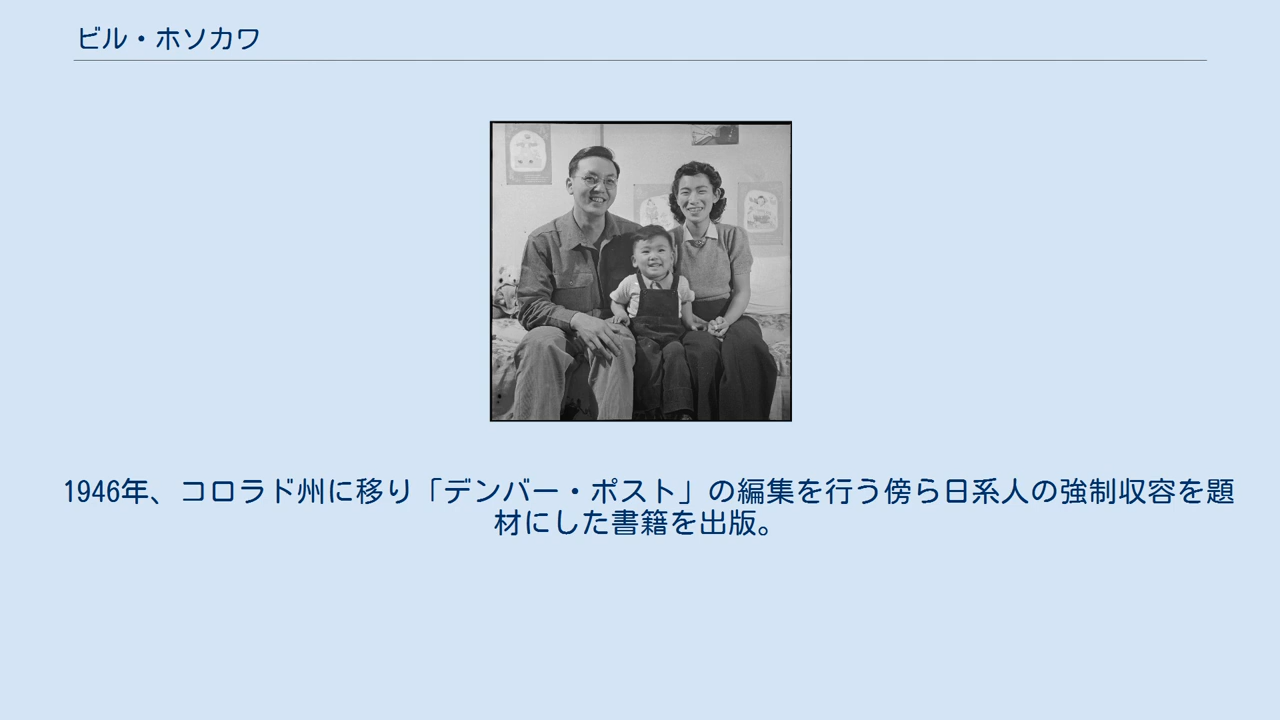 ビル・ホソカワ
1946年、コロラド州に移り「デンバー・ポスト」の編集を行う傍ら日系人の強制収容を題
材にした書籍を出版。